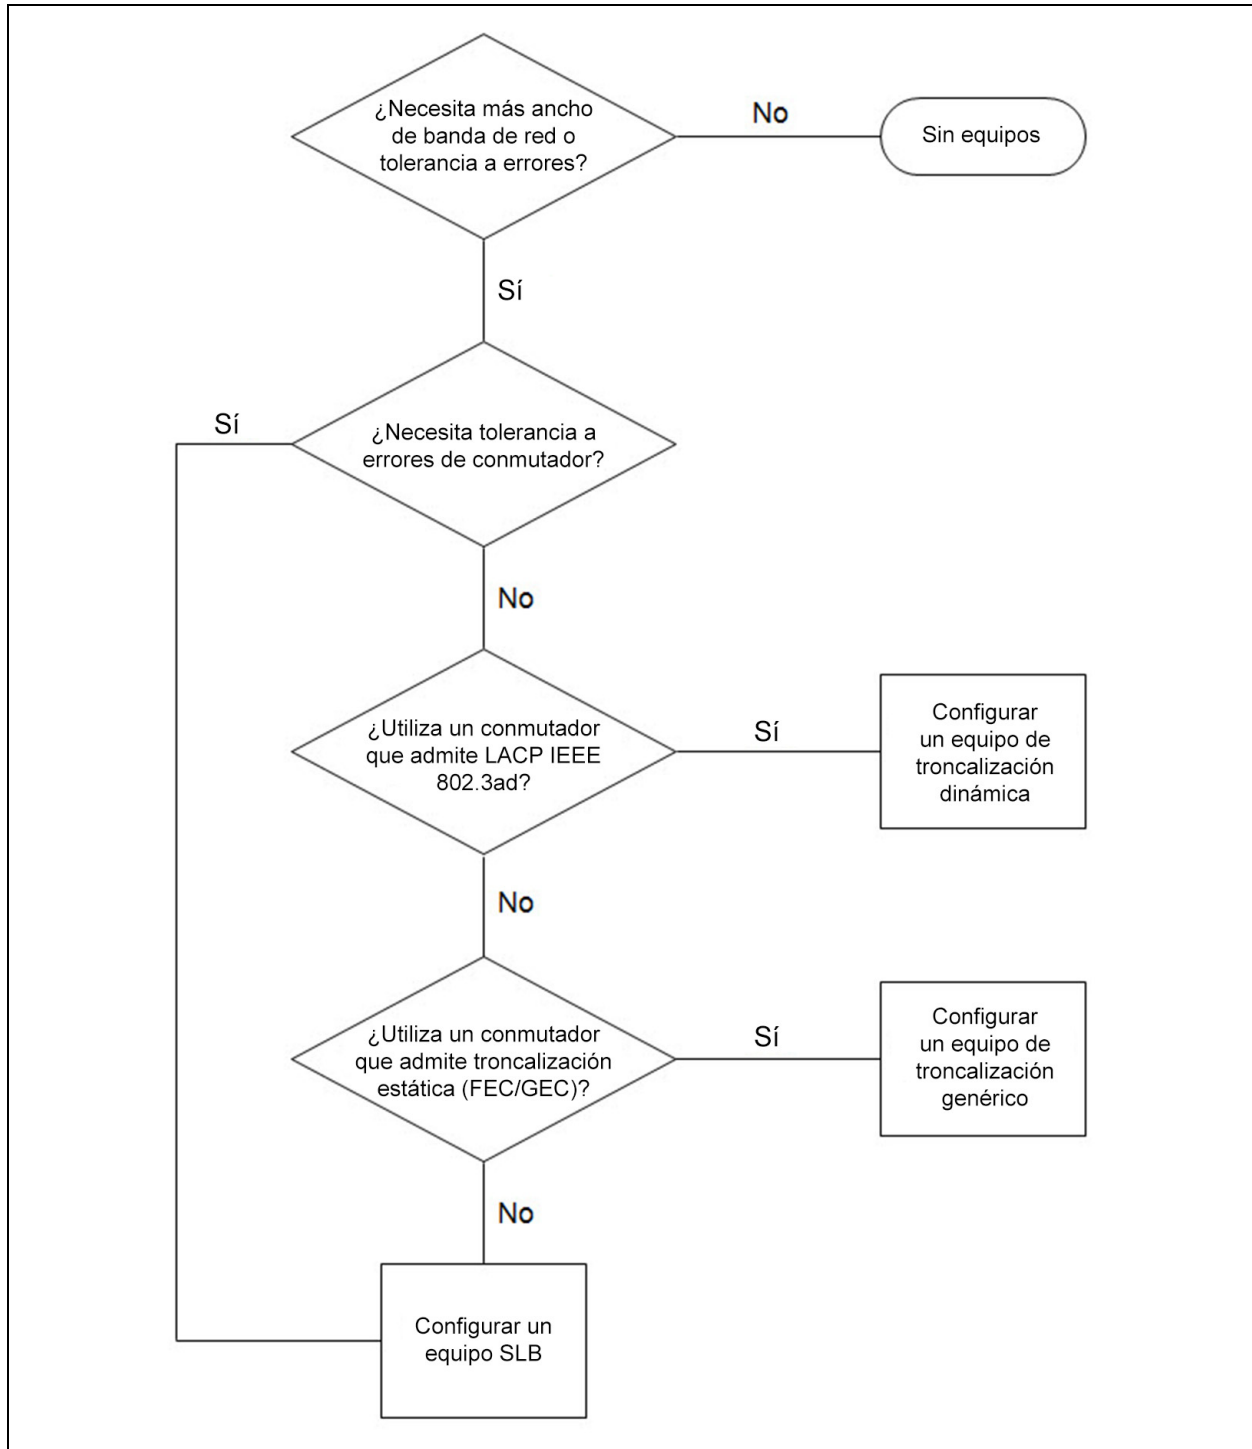 ¿Necesita más ancho
de banda de red o
tolerancia a errores?
No
Sin equipos
Sí
Sí
¿Necesita tolerancia a
errores de conmutador?
No
¿Utiliza un conmutador
que admite LACP IEEE
802.3ad?
Sí
Configurar
un equipo de
troncalización
dinámica
No
¿Utiliza un conmutador
que admite troncalización
estática (FEC/GEC)?
Sí
Configurar
un equipo de
troncalización
genérico
No
Configurar un
equipo SLB